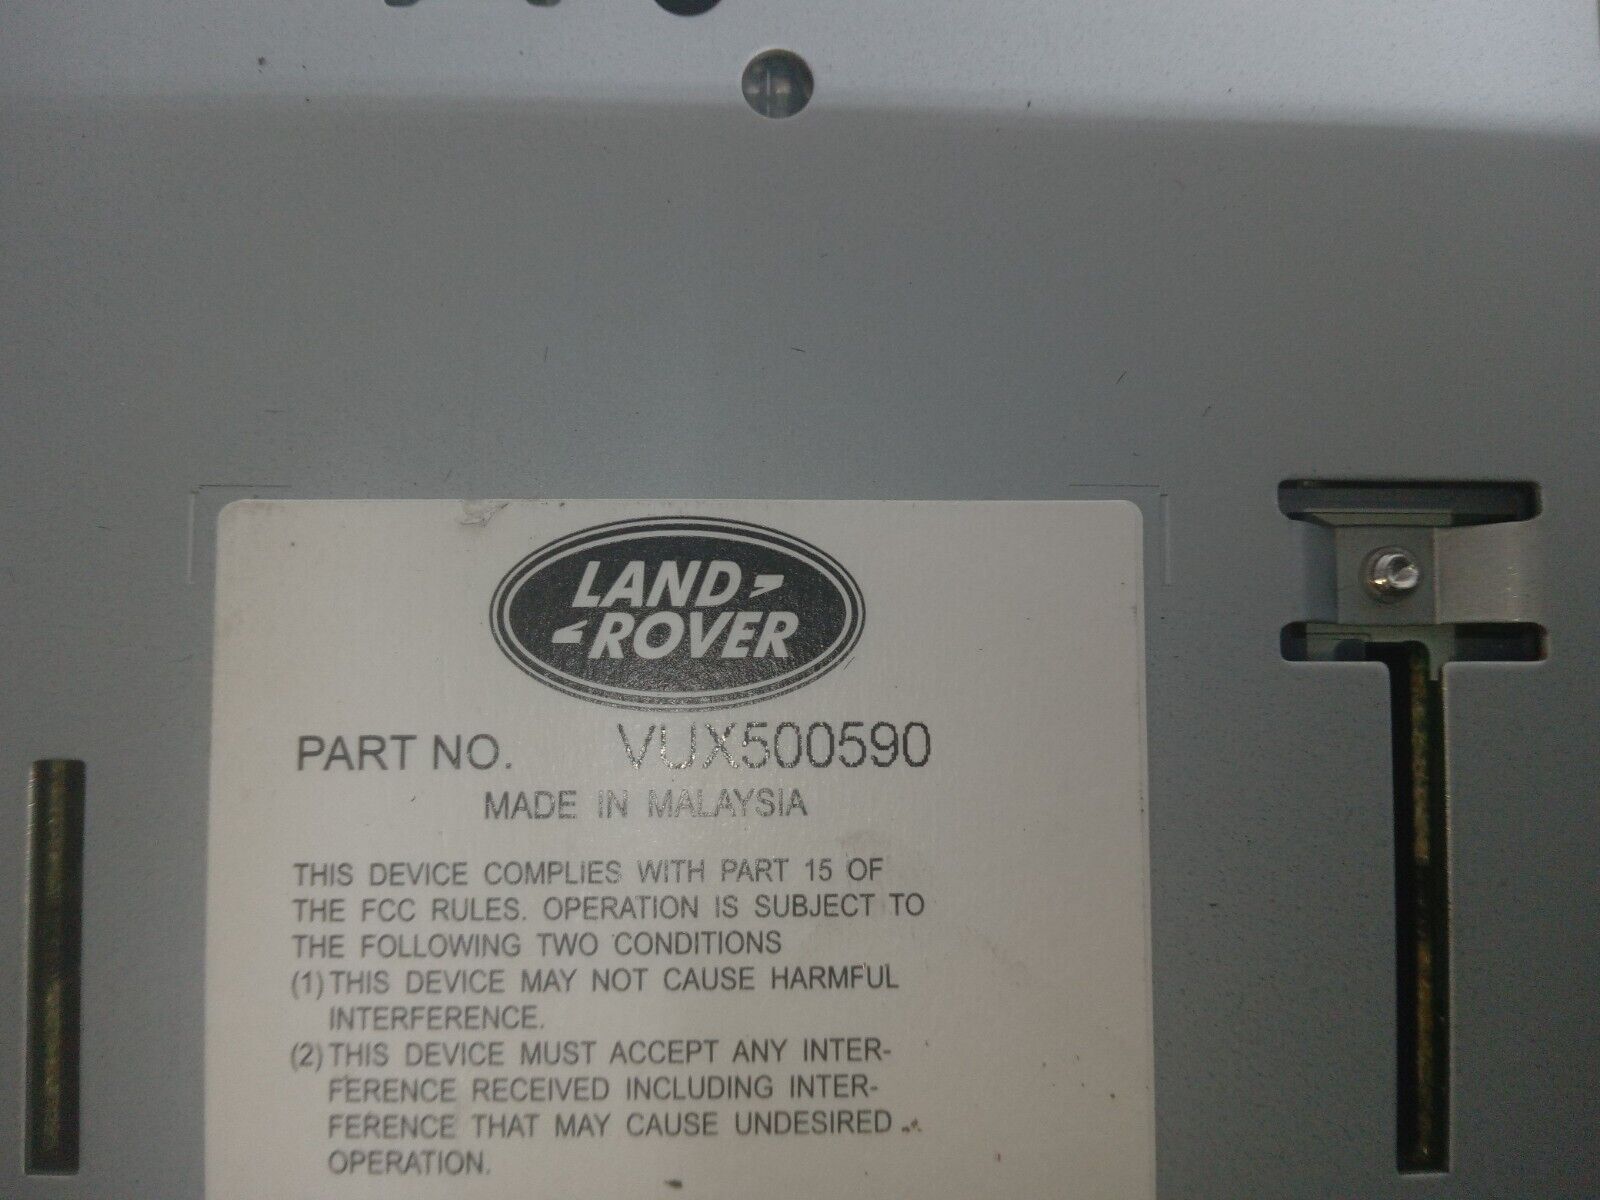 LAND
ROVER
PART NO. VUX500590
MADE IN MALAYSIA
THIS DEVICE COMPLIES WITH PART 15 OF
THE FCC RULES. OPERATION IS SUBJECT TO
THE FOLLOWING TWO CONDITIONS
(1) THIS DEVICE MAY NOT CAUSE HARMFUL
INTERFERENCE.
(2) THIS DEVICE MUST ACCEPT ANY INTER-
FERENCE RECEIVED INCLUDING INTER-
FERENCE THAT MAY CAUSE UNDESIRED
OPERATION.